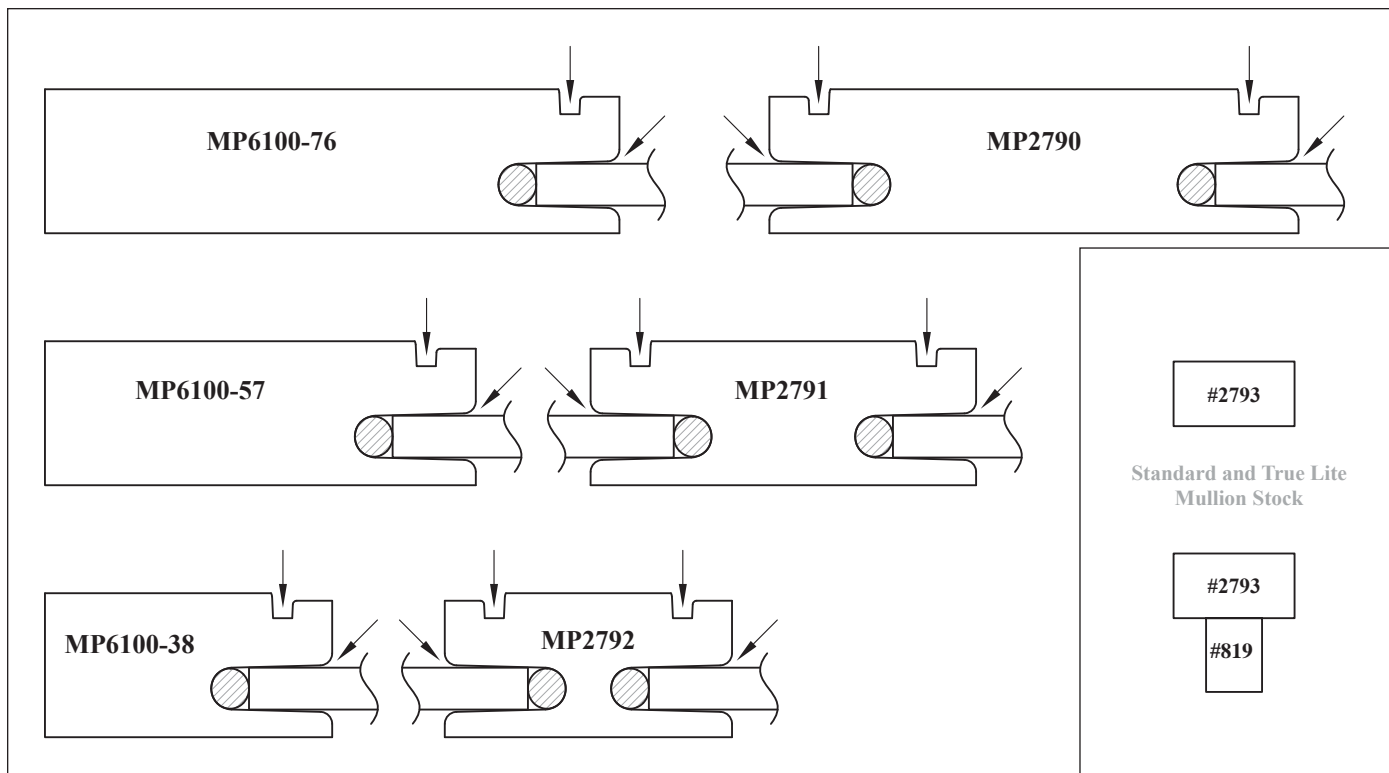 MP6100-76
MP2790
MP6100-57
MP2791
MP6100-38
MP2792
#2793
Standard and True Lite
Mullion Stock
#2793
#819